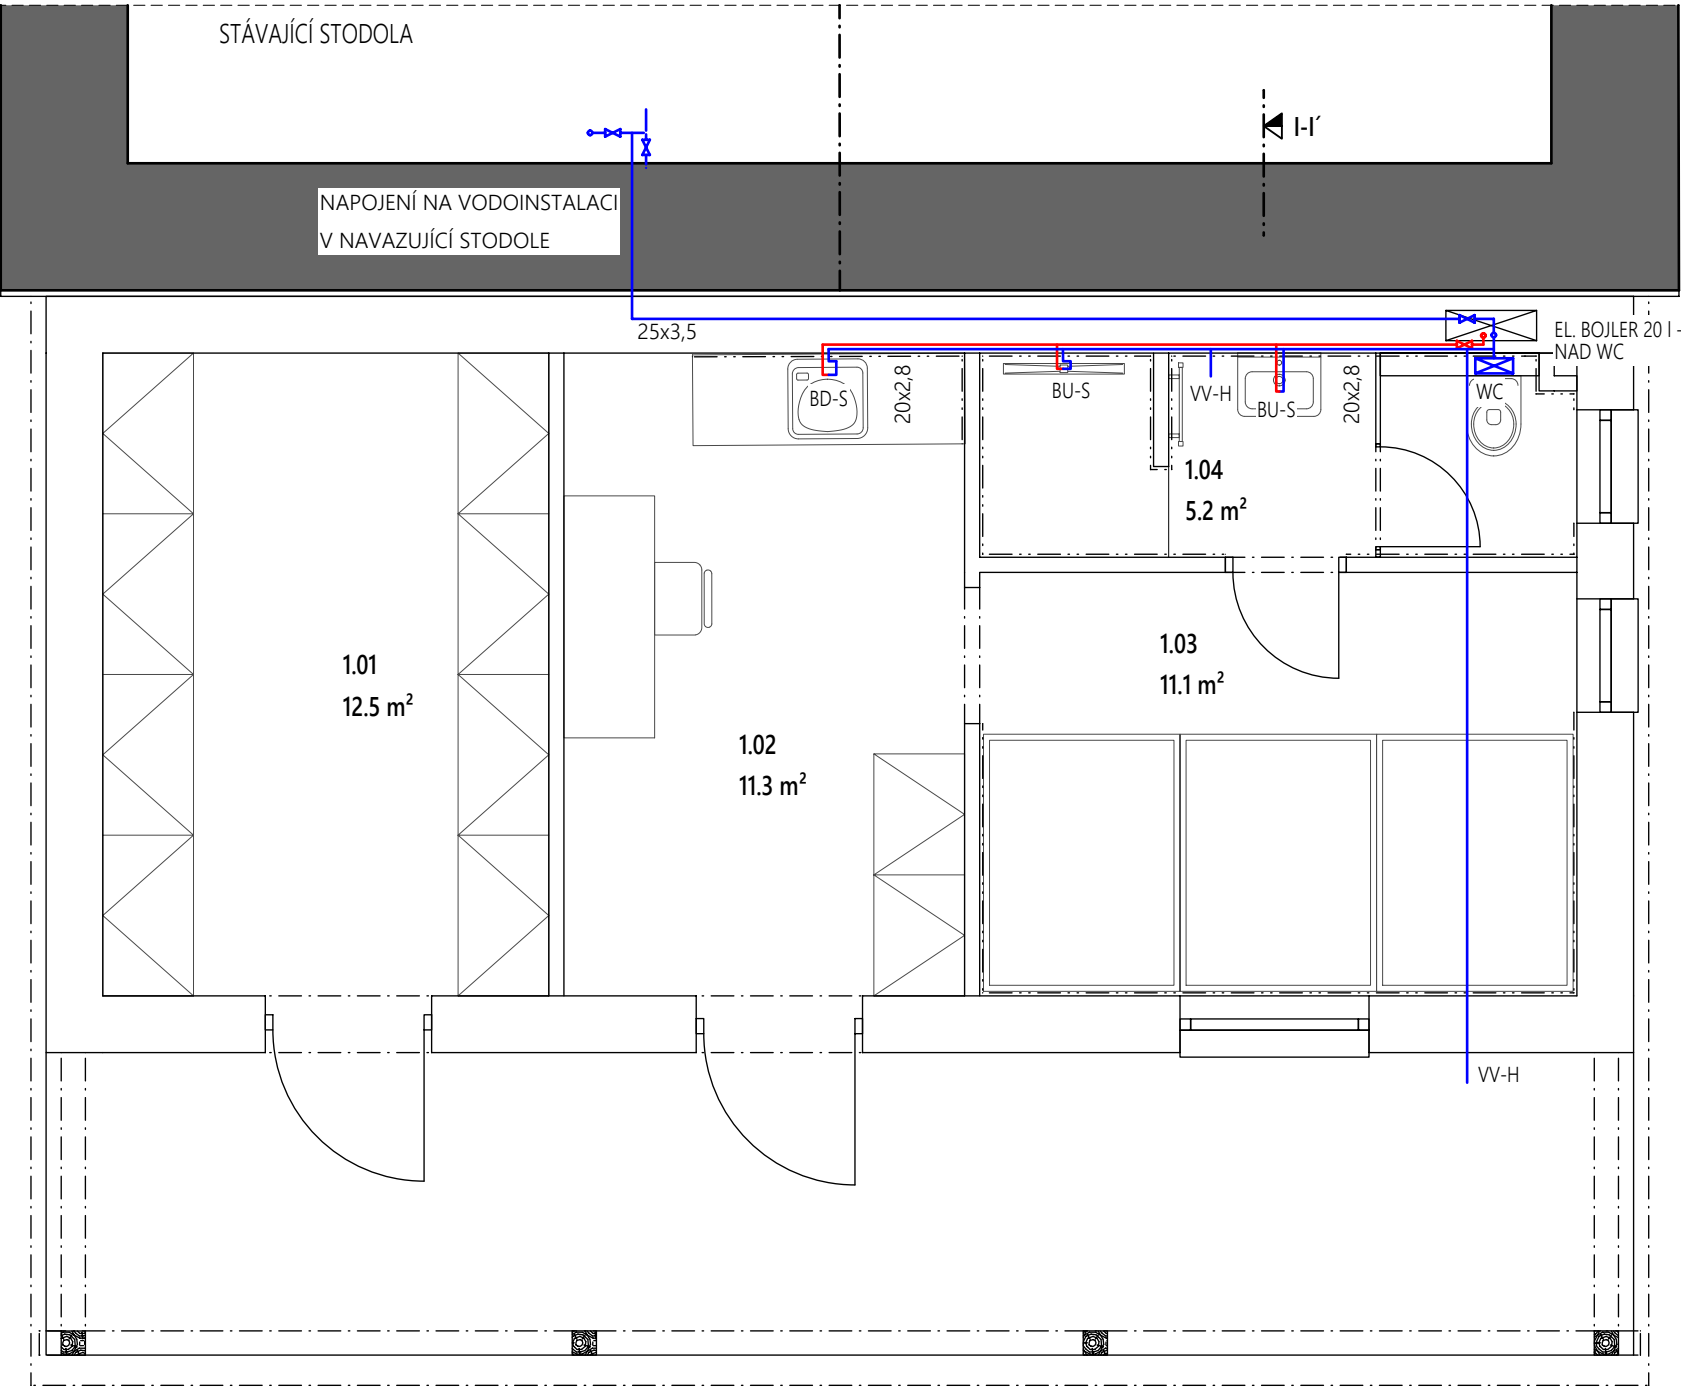 STÁVAJÍCÍ STODOLA
I-I´
NAPOJENÍ NA VODOINSTALACI
V NAVAZUJÍCÍ STODOLE
25x3,5
EL. BOJLER 20 l -
NAD WC
BD-S
20x2,8
BU-S
VV-H
BU-S
20x2,8
WC
1.04
5.2 m²
1.03
11.1 m²
1.01
12.5 m²
1.02
11.3 m²
VV-H